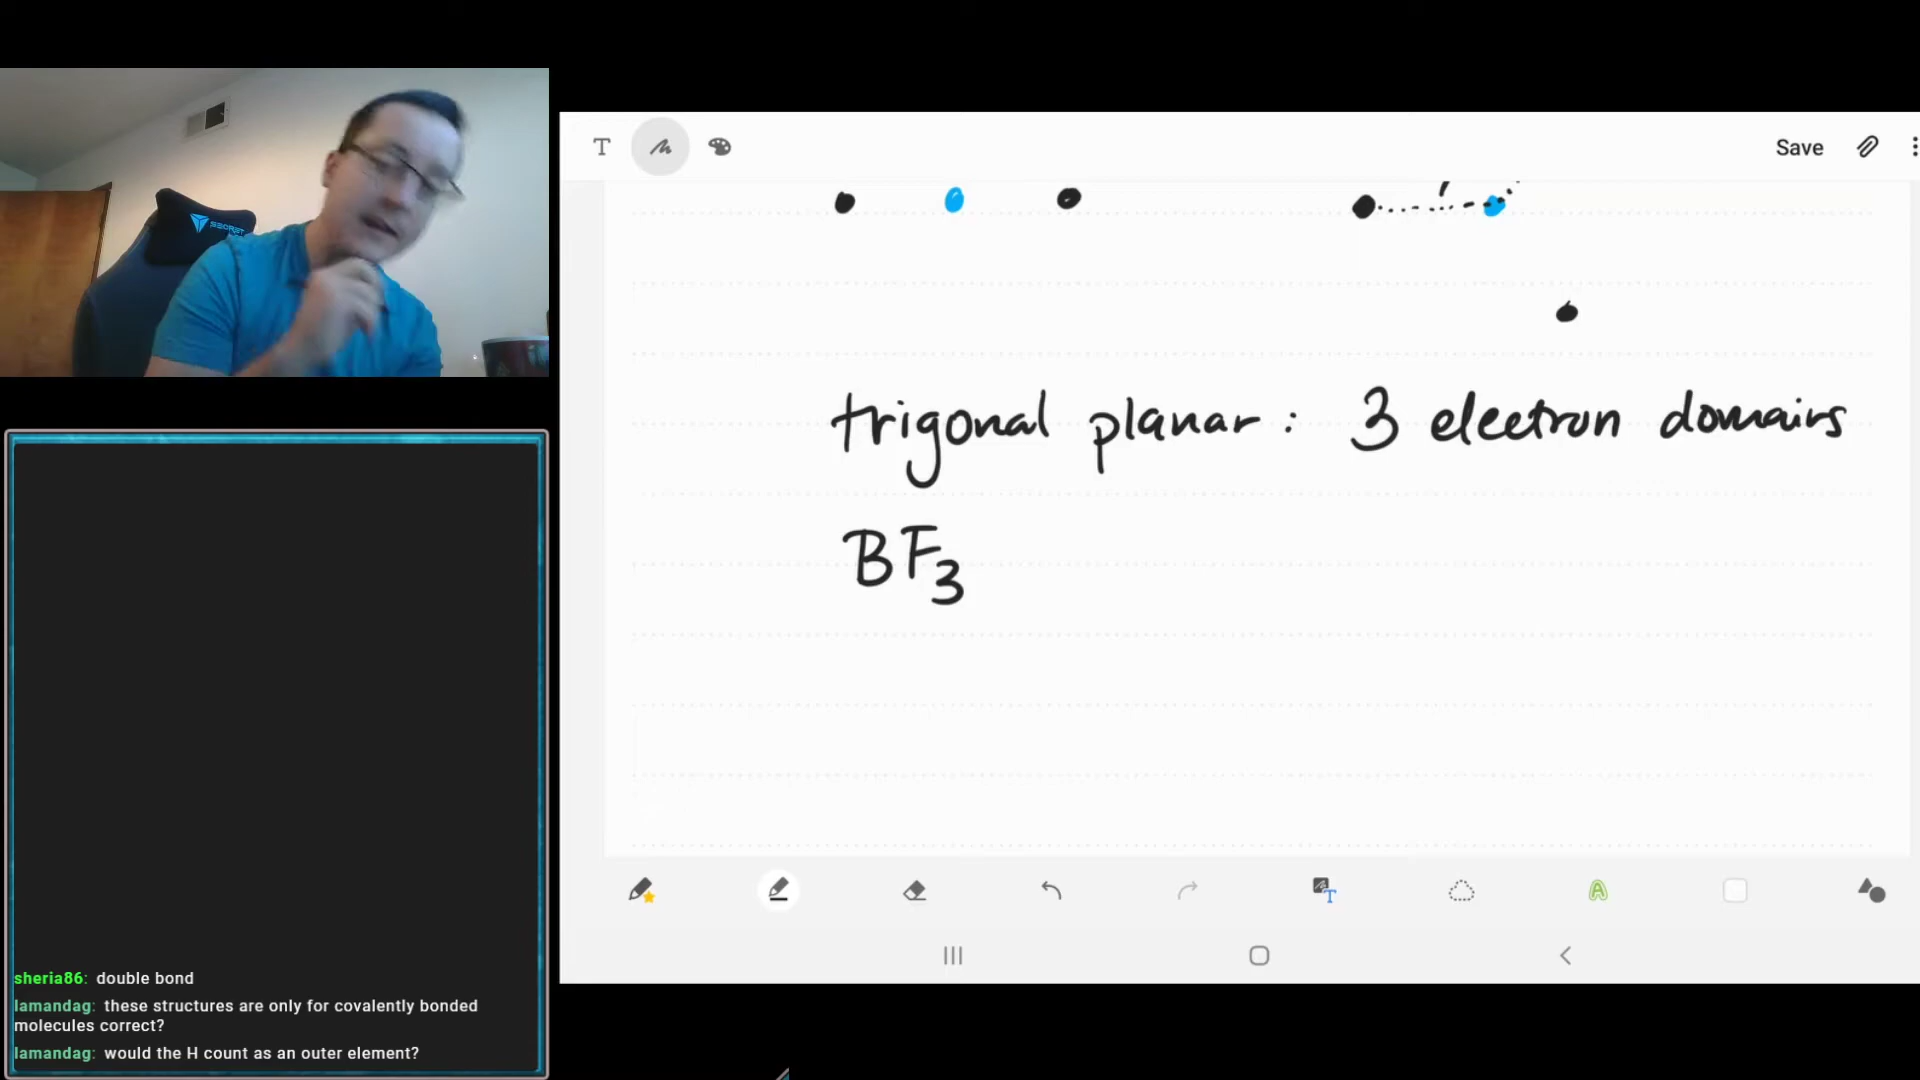 T
Save
?
trigonal planar: 3 electron domains
BF3
T
A
sheria86: double bond
lamandag: these structures are only for covalently bonded
molecules correct?
lamandag: would the H count as an outer element?